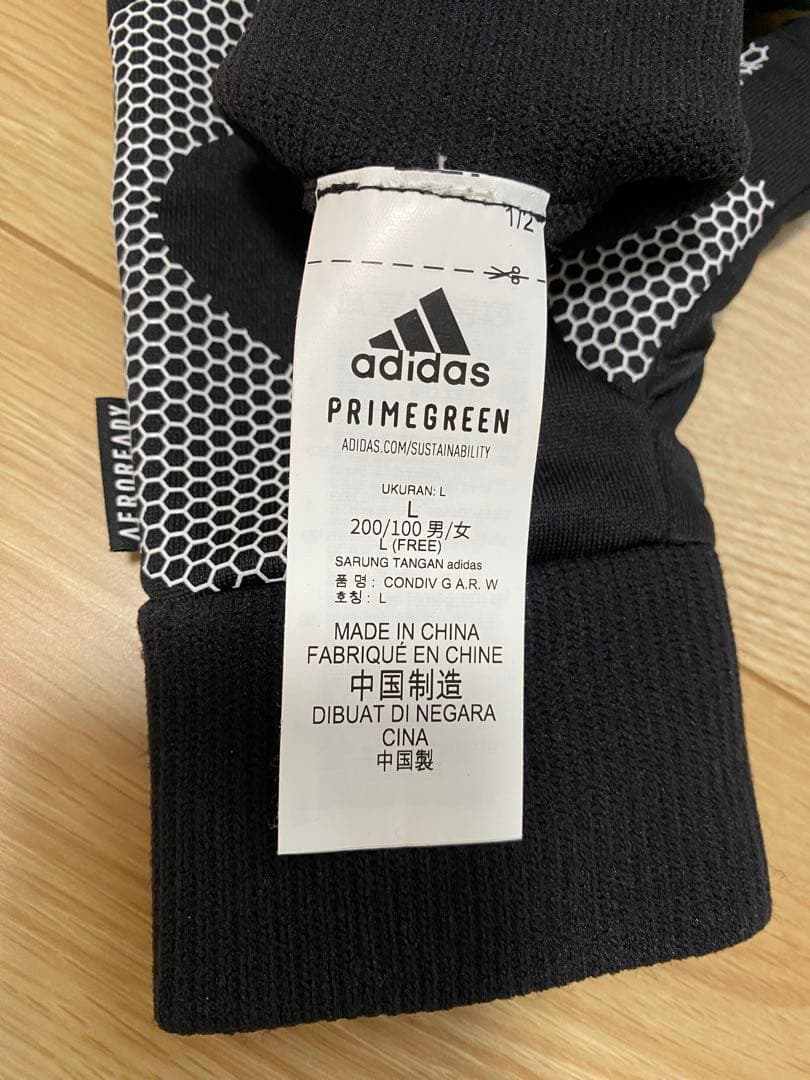 1/2
adidas
PRIMEGREEN
ADIDAS.COM/SUSTAINABILITY
UKURAN: L
L
200/100 男/女
L (FREE)
SARUNG TANGAN adidas
품 명 : CONDIV G A.R. W
호칭 : L
MADE IN CHINA
FABRIQUÉ EN CHINE
中国制造
DIBUAT DI NEGARA
CINA
中国製
AEROREADY